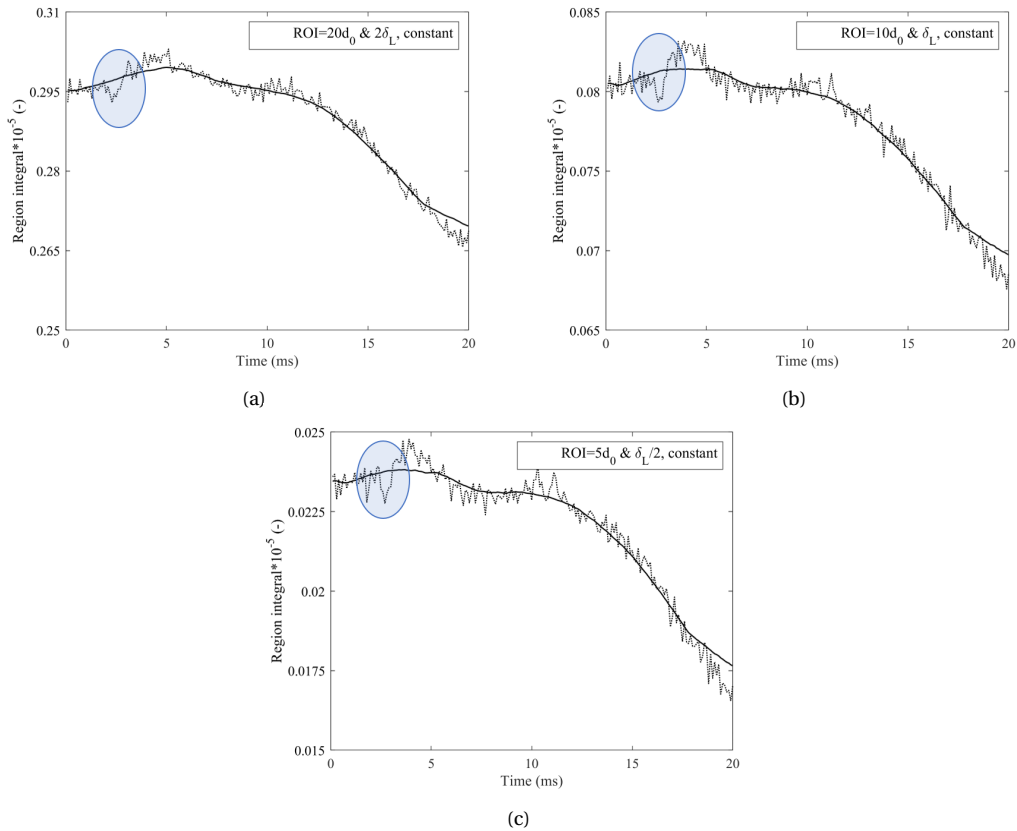 ROI=20d0 & 2δL, constant
0.31
0.295
0.28
0.265
0.25
Region integral*10^-5 (-)
0 5 10 15 20
Time (ms)
(a)
ROI=10d0 & δL, constant
0.085
0.08
0.075
0.07
0.065
Region integral*10^-5 (-)
0 5 10 15 20
Time (ms)
(b)
ROI=5d0 & δL/2, constant
0.025
0.0225
0.02
0.0175
0.015
Region integral*10^-5 (-)
0 5 10 15 20
Time (ms)
(c)